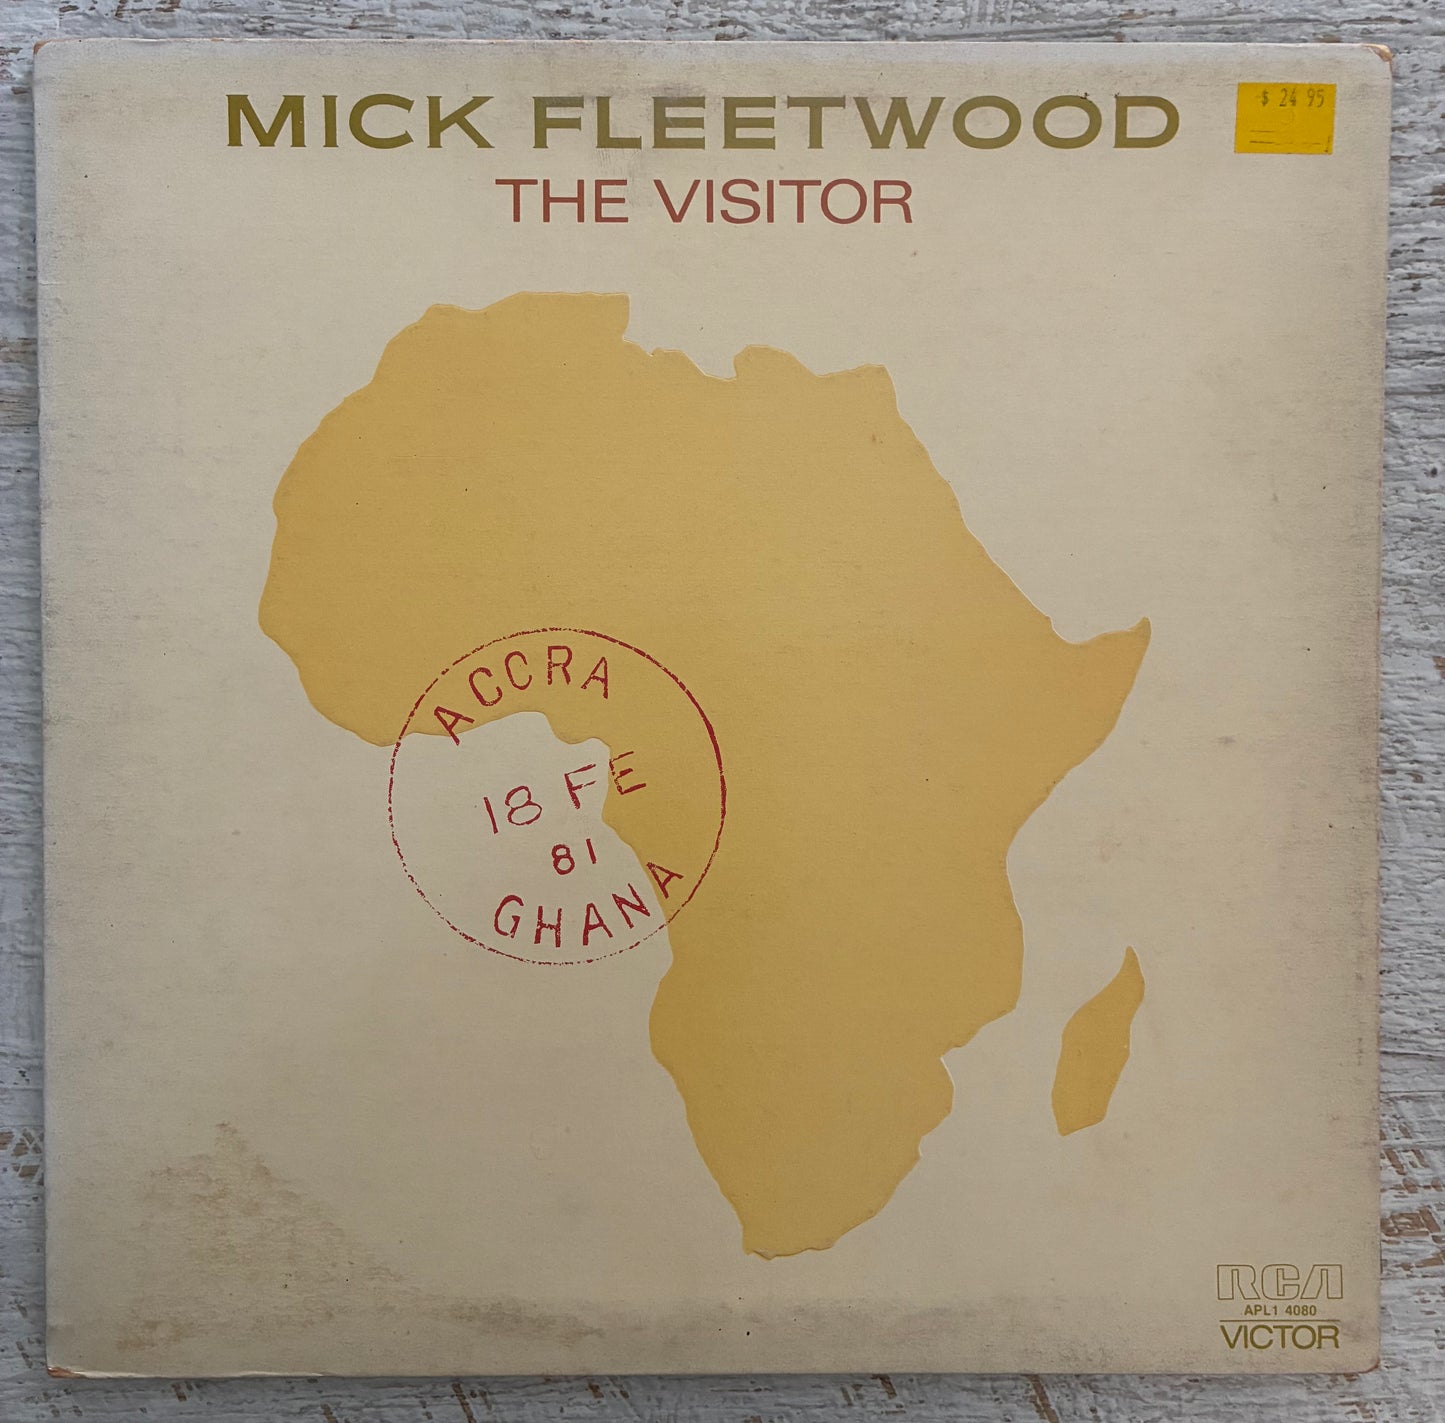 MICK FLEETWOOD
$ 24 95
THE VISITOR
ACCRA
18 FE
81
GHANA
RCA
APL1 4080
VICTOR